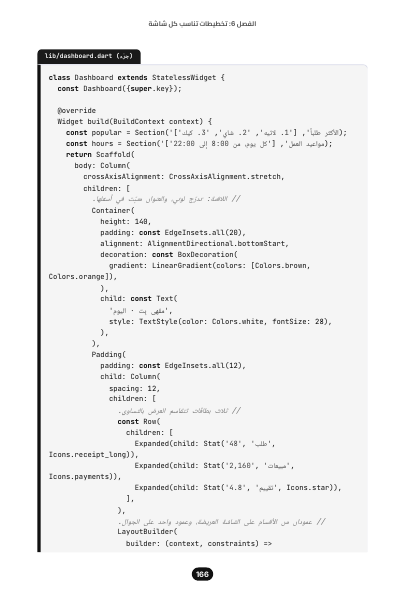 الفصل 6: تخطيطات تناسب كل شاشة
lib/dashboard.dart (جزء)
class Dashboard extends StatelessWidget {
const Dashboard({super.key});
@override
Widget build(BuildContext context) {
const popular = Section('الأكثر طلبًا', ['1. لاتيه', '2. شاي', '3. كيك']);
const hours = Section('مواعيد العمل', ['كل يوم، من 8:00 إلى 22:00']);
return Scaffold(
body: Column(
crossAxisAlignment: CrossAxisAlignment.stretch,
children: [
// اللافتة: تدرّج لوني، والعنوان مثبّت في أسفلها.
Container(
height: 140,
padding: const EdgeInsets.all(20),
alignment: AlignmentDirectional.bottomStart,
decoration: const BoxDecoration(
gradient: LinearGradient(colors: [Colors.brown,
Colors.orange]),
),
child: const Text(
'مقهى بت · اليوم',
style: TextStyle(color: Colors.white, fontSize: 28),
),
),
Padding(
padding: const EdgeInsets.all(12),
child: Column(
spacing: 12,
children: [
// ثلاث بطاقات تتقاسم العرض بالتساوي.
const Row(
children: [
Expanded(child: Stat('48', 'طلب',
Icons.receipt_long)),
Expanded(child: Stat('2,160', 'مبيعات',
Icons.payments)),
Expanded(child: Stat('4.8', 'تقييم', Icons.star)),
],
),
// عمودان من الأقسام على الشاشة العريضة، وعمود واحد على الجوال.
LayoutBuilder(
builder: (context, constraints) =>
166